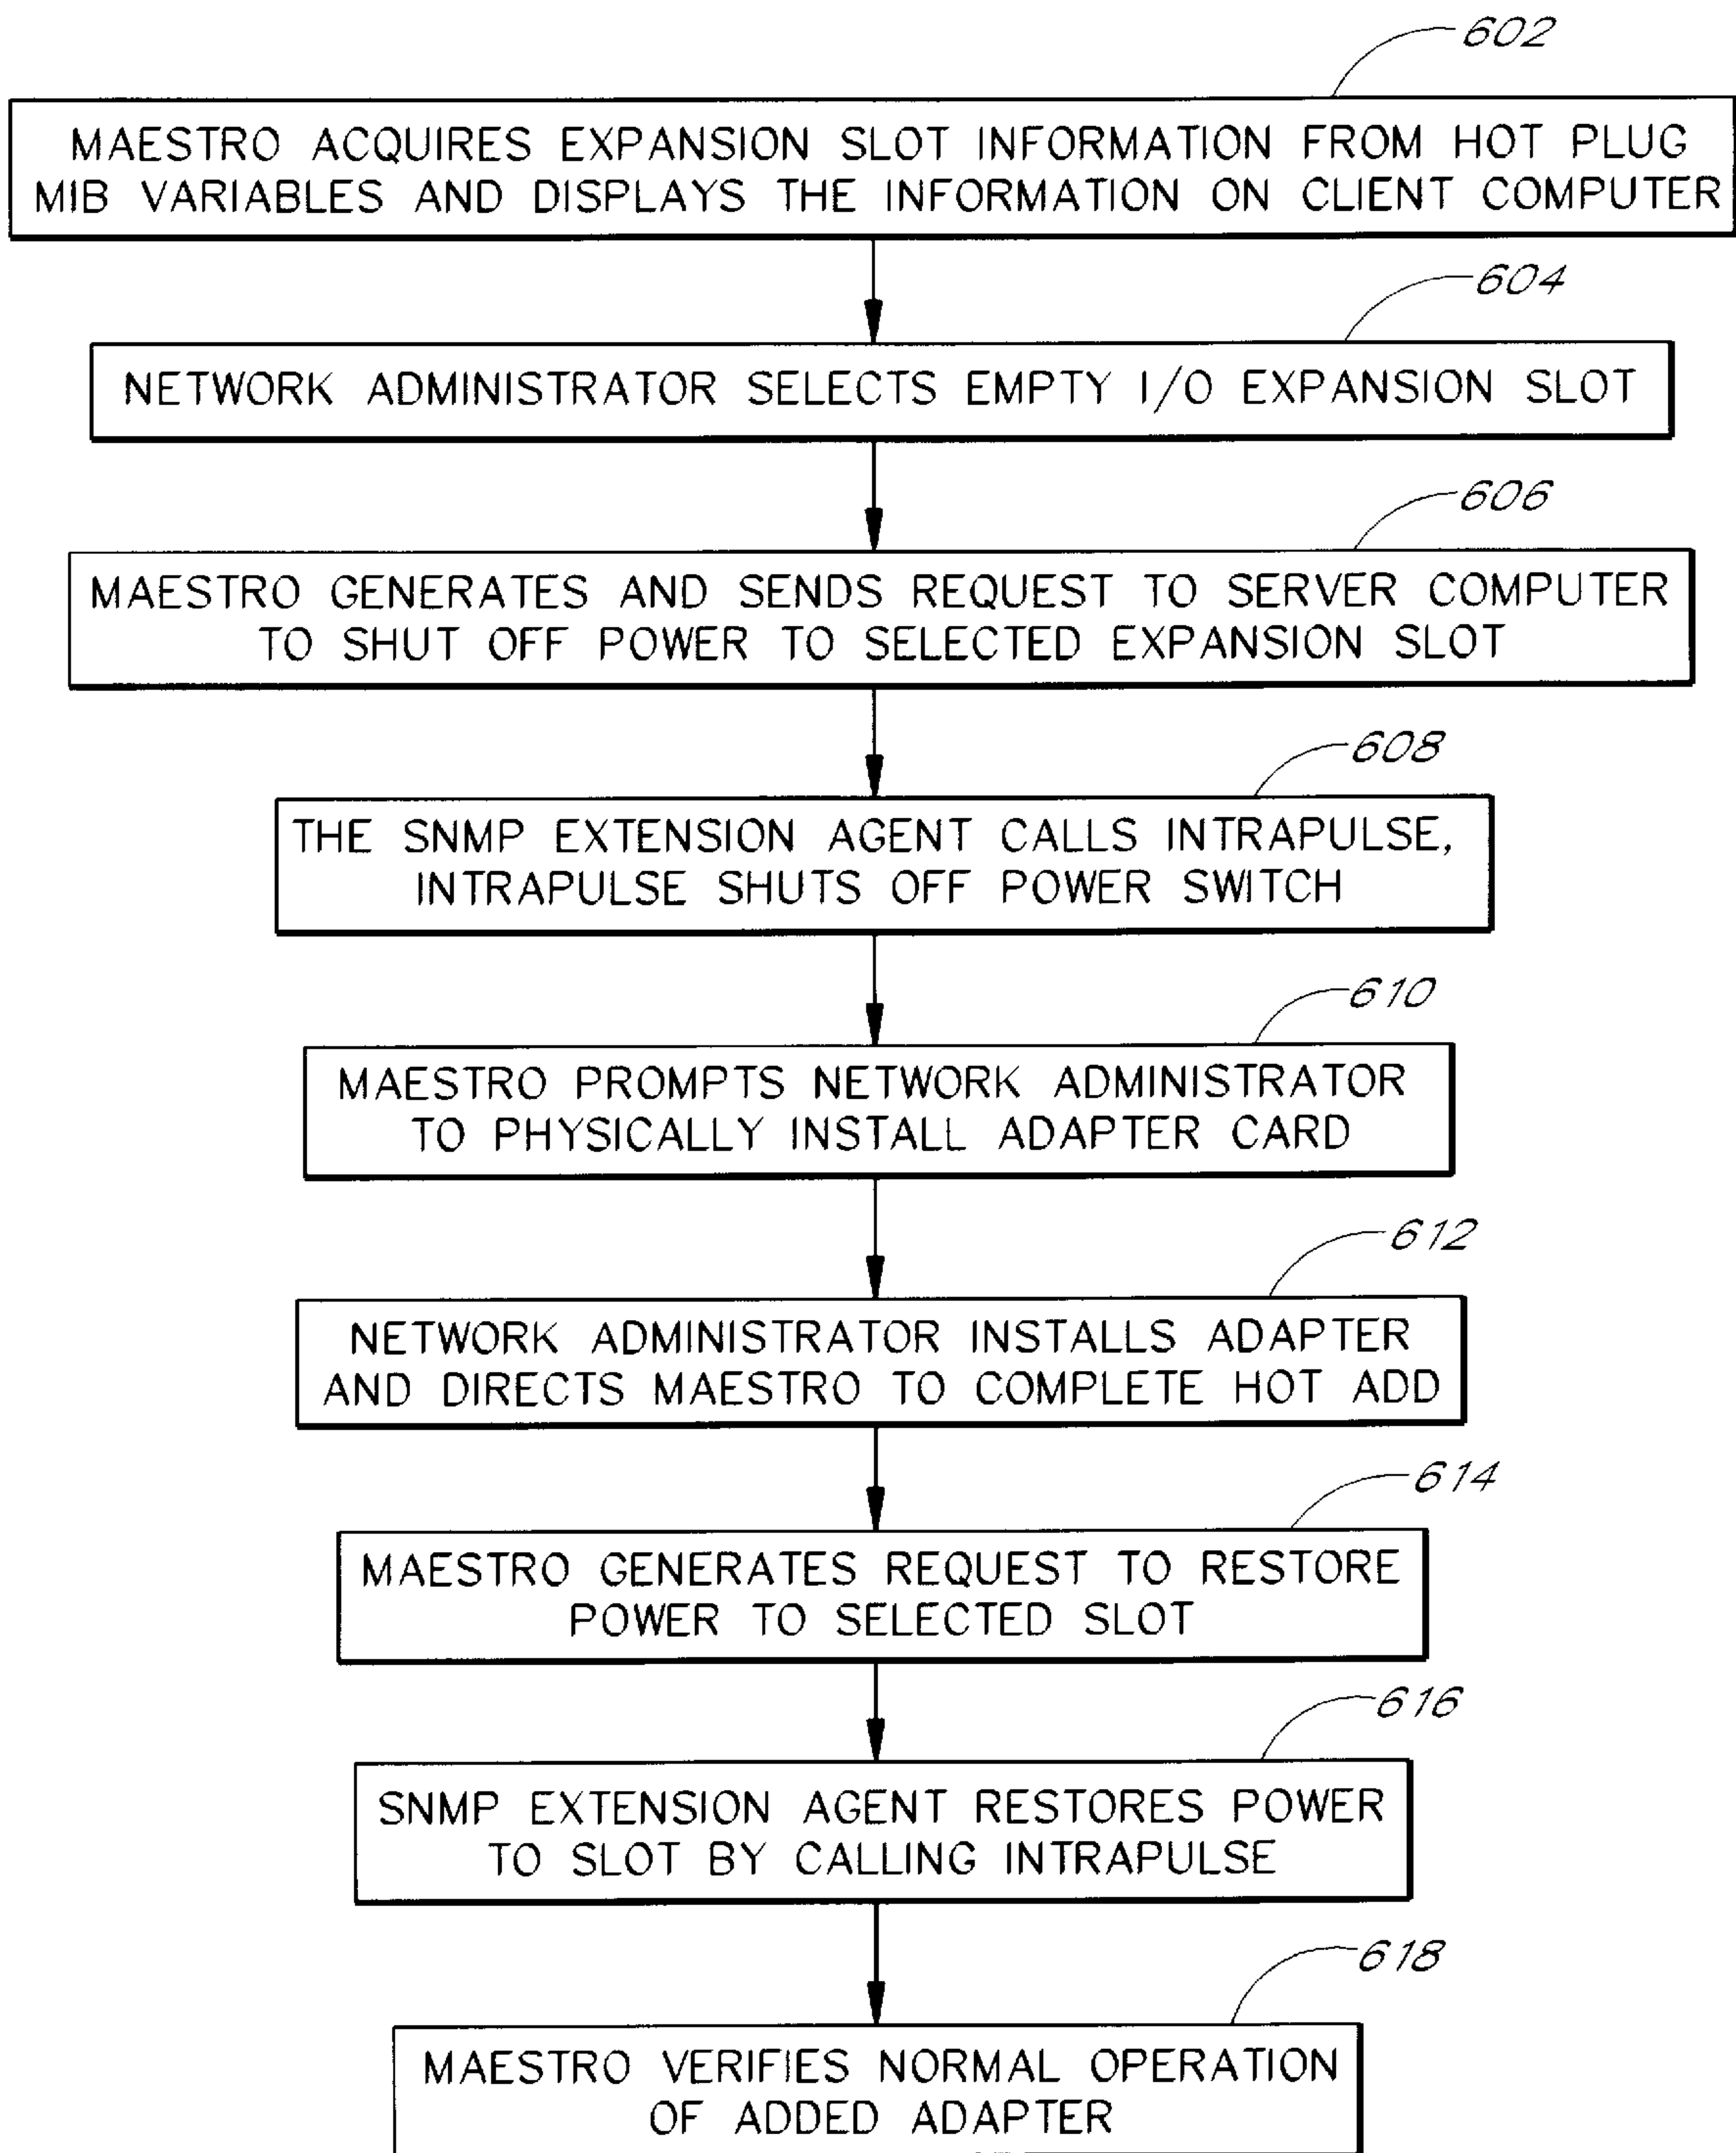 602
MAESTRO ACQUIRES EXPANSION SLOT INFORMATION FROM HOT PLUG
MIB VARIABLES AND DISPLAYS THE INFORMATION ON CLIENT COMPUTER
604
NETWORK ADMINISTRATOR SELECTS EMPTY I/O EXPANSION SLOT
606
MAESTRO GENERATES AND SENDS REQUEST TO SERVER COMPUTER
TO SHUT OFF POWER TO SELECTED EXPANSION SLOT
608
THE SNMP EXTENSION AGENT CALLS INTRAPULSE,
INTRAPULSE SHUTS OFF POWER SWITCH
610
MAESTRO PROMPTS NETWORK ADMINISTRATOR
TO PHYSICALLY INSTALL ADAPTER CARD
612
NETWORK ADMINISTRATOR INSTALLS ADAPTER
AND DIRECTS MAESTRO TO COMPLETE HOT ADD
614
MAESTRO GENERATES REQUEST TO RESTORE
POWER TO SELECTED SLOT
616
SNMP EXTENSION AGENT RESTORES POWER
TO SLOT BY CALLING INTRAPULSE
618
MAESTRO VERIFIES NORMAL OPERATION
OF ADDED ADAPTER